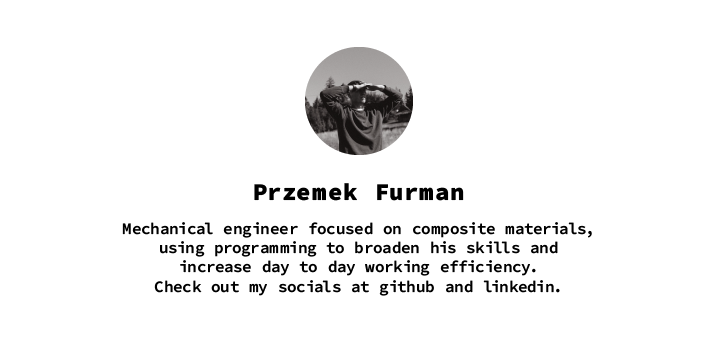 Przemek Furman
Mechanical engineer focused on composite materials,
using programming to broaden his skills and
increase day to day working efficiency.
Check out my socials at github and linkedin.